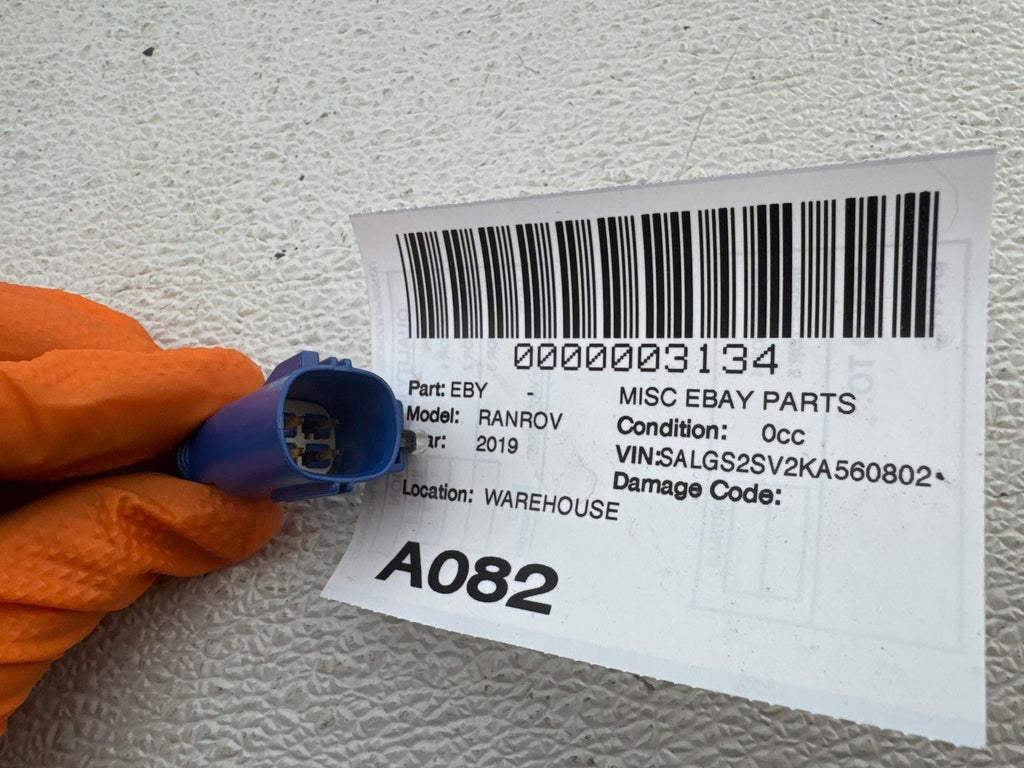 0000003134
Part: EBY - MISC EBAY PARTS
Model: RANROV Condition: 0cc
ar: 2019 VIN:SALGS2SV2KA560802
Location: WAREHOUSE Damage Code:
A082